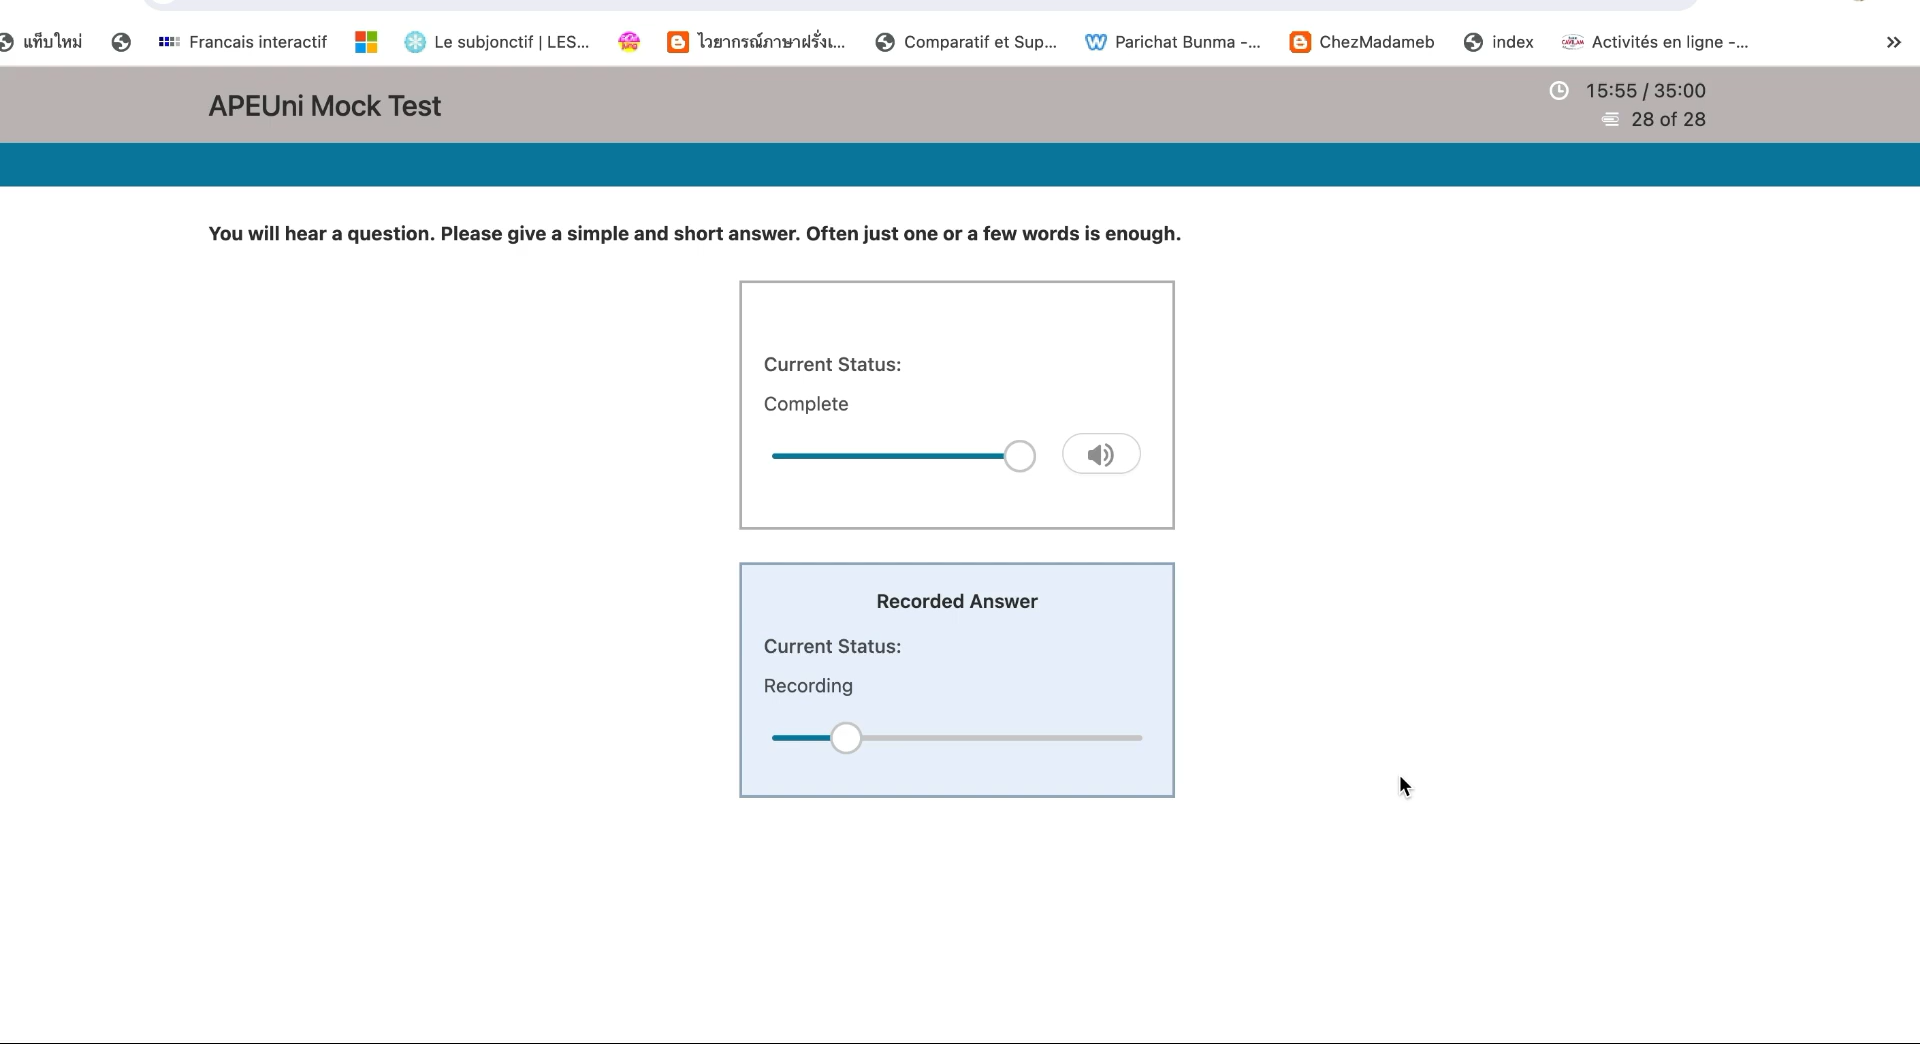 แท็บใหม่ Francais interactif Le subjonctif | LES... ไวยากรณ์ภาษาฝรั่งเ... Comparatif et Sup... Parichat Bunma -... ChezMadameb index Activités en ligne -...
APEUni Mock Test
15:55 / 35:00
28 of 28
You will hear a question. Please give a simple and short answer. Often just one or a few words is enough.
Current Status:
Complete
Recorded Answer
Current Status:
Recording